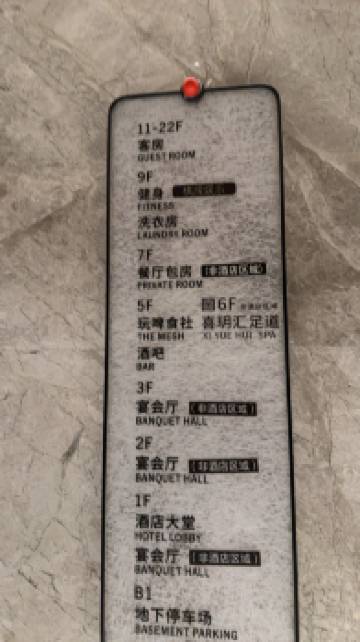 11-22F
客房
GUEST ROOM
9F
健身
FITNESS
洗衣房
LAUNDRY ROOM
7F
餐厅包房 (非酒店区域)
PRIVATE ROOM
5F 国6F
玩啤食社 喜玥汇足道
THE MESH XI YUE HUI SPA
酒吧
BAR
3F
宴会厅 (非酒店区域)
BANQUET HALL
2F
宴会厅 (非酒店区域)
BANQUET HALL
1F
酒店大堂
HOTEL LOBBY
宴会厅 (非酒店区域)
BANQUET HALL
B1
地下停车场
BASEMENT PARKING